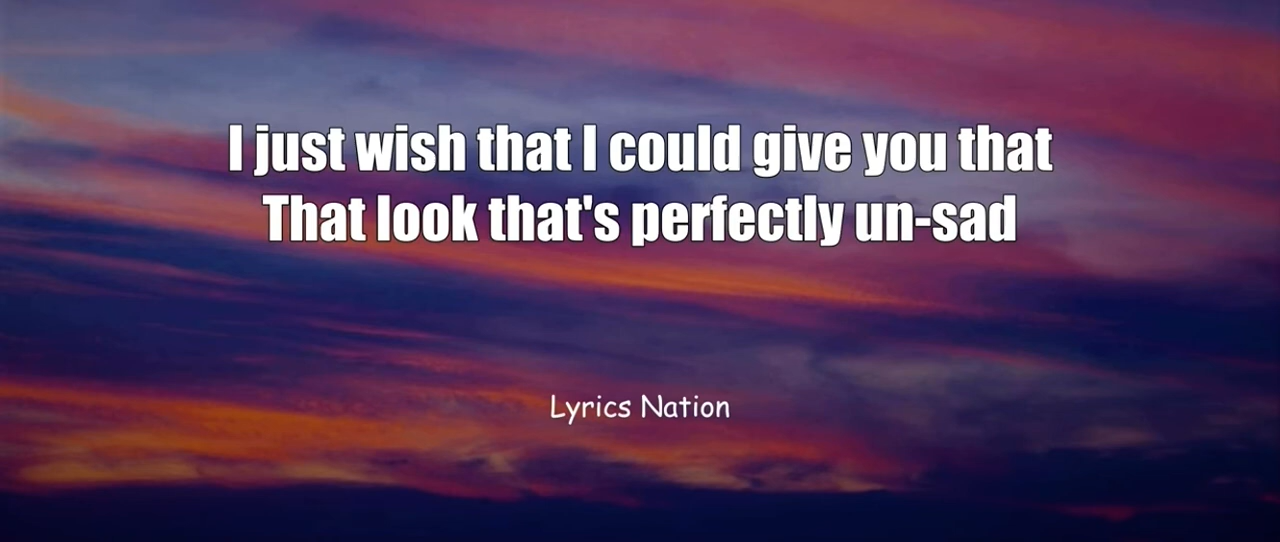 I just wish that I could give you that
That look that's perfectly un-sad
Lyrics Nation